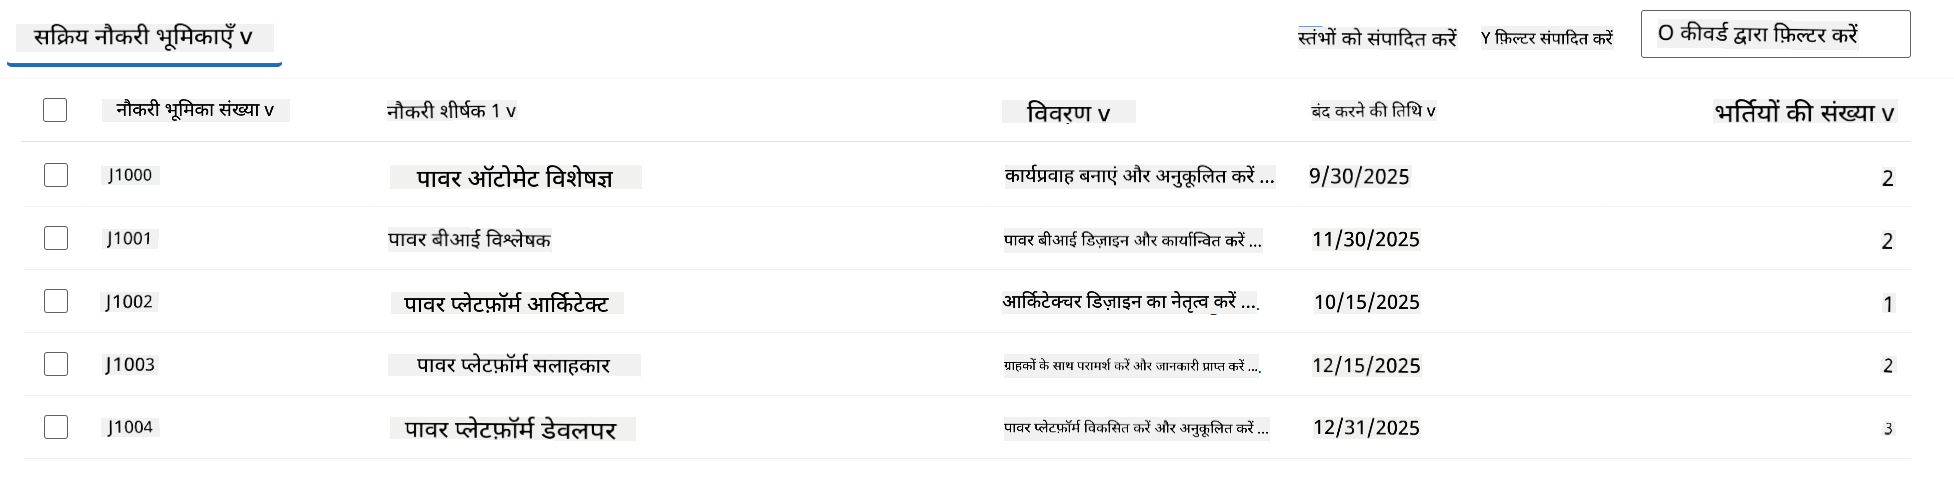 सक्रिय नौकरी भूमिकाएँ v स्तंभों को संपादित करें Y फ़िल्टर संपादित करें O कीवर्ड द्वारा फ़िल्टर करें
नौकरी भूमिका संख्या v नौकरी शीर्षक 1 v विवरण v बंद करने की तिथि v भर्तियों की संख्या v
J1000 पावर ऑटोमेट विशेषज्ञ कार्यप्रवाह बनाएं और अनुकूलित करें ... 9/30/2025 2
J1001 पावर बीआई विश्लेषक पावर बीआई डिज़ाइन और कार्यान्वित करें ... 11/30/2025 2
J1002 पावर प्लेटफ़ॉर्म आर्किटेक्ट आर्किटेक्चर डिज़ाइन का नेतृत्व करें .... 10/15/2025 1
J1003 पावर प्लेटफ़ॉर्म सलाहकार ग्राहकों के साथ परामर्श करें और जानकारी प्राप्त करें .... 12/15/2025 2
J1004 पावर प्लेटफ़ॉर्म डेवलपर पावर प्लेटफ़ॉर्म विकसित करें और अनुकूलित करें ... 12/31/2025 3